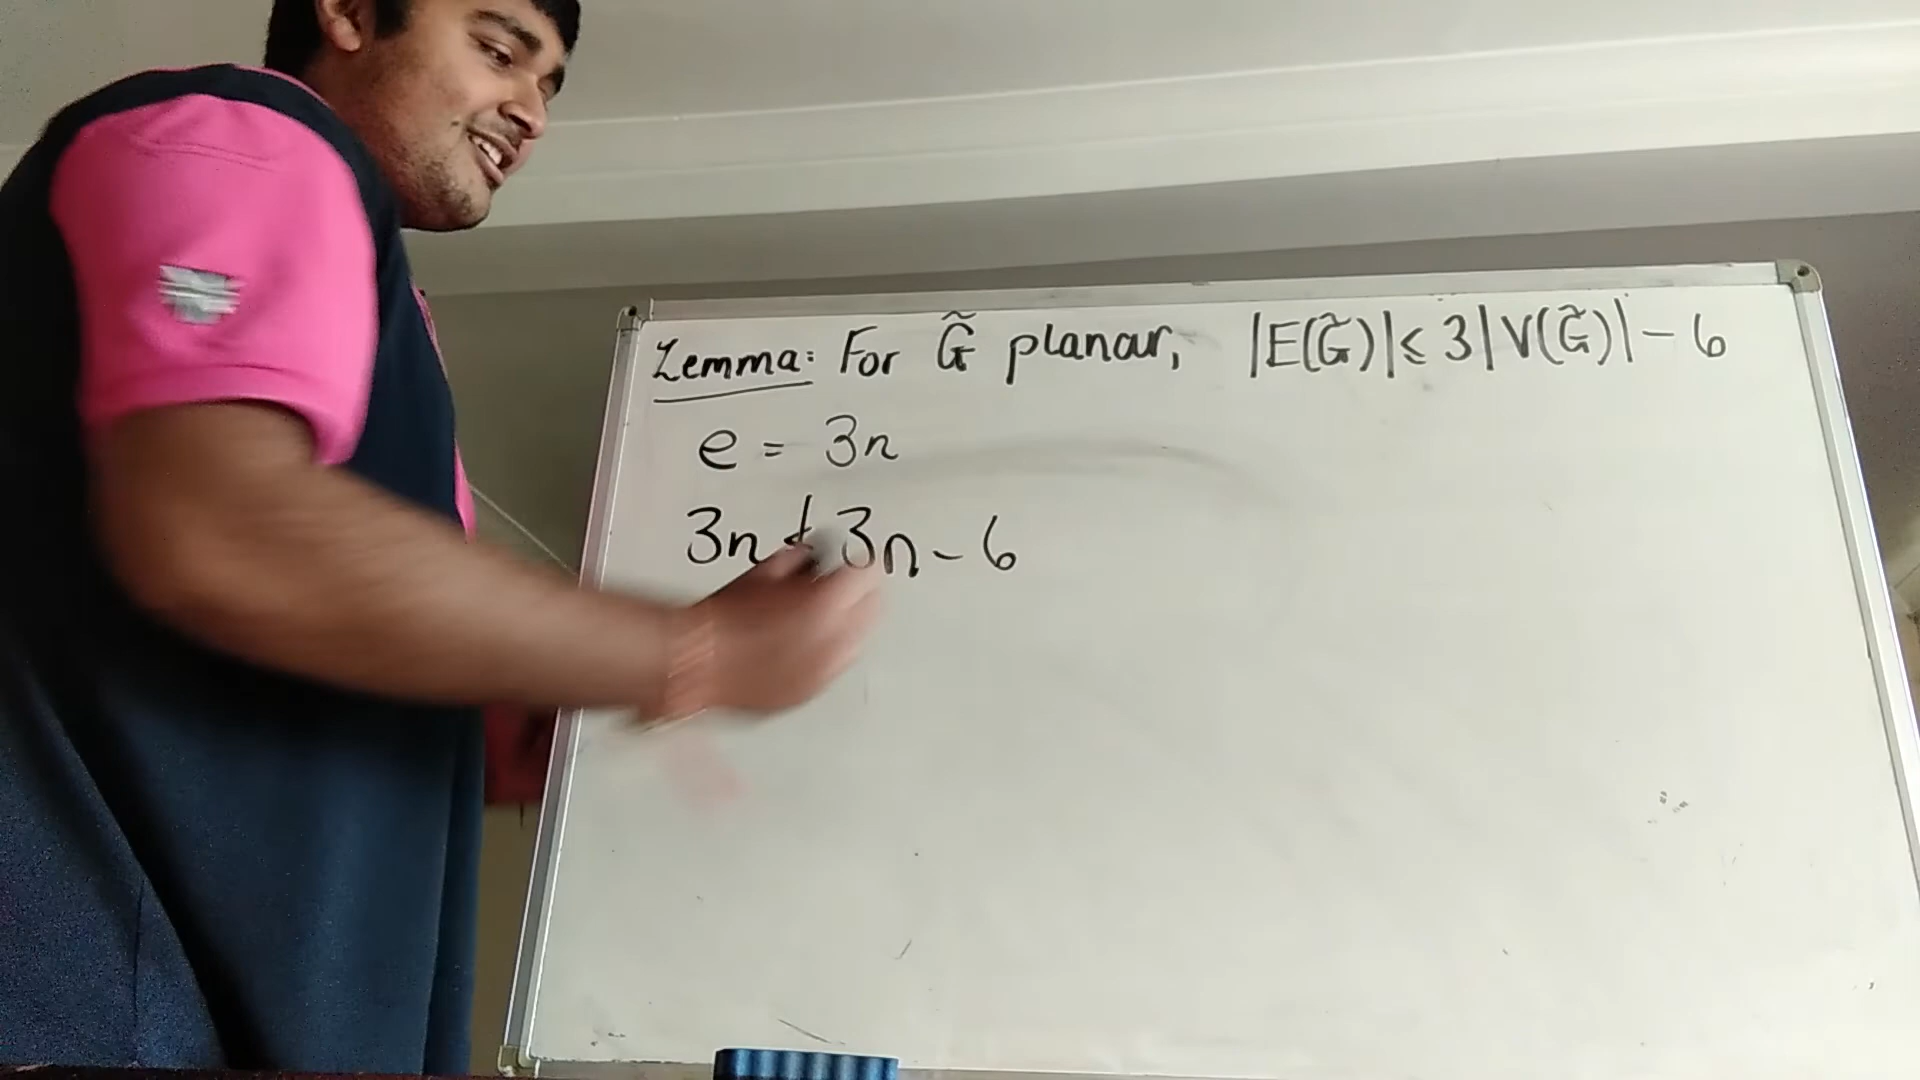 Lemma: For G̃ planar, |E(G̃)| ≤ 3|V(G̃)| - 6
e = 3n
3n ≮ 3n - 6